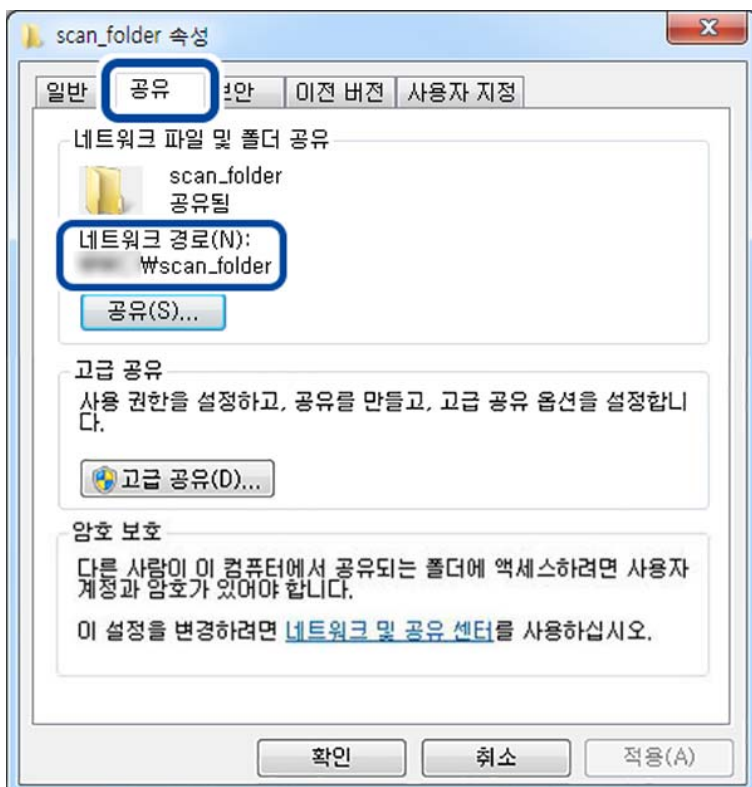 scan_folder 속성
일반 공유 보안 이전 버전 사용자 지정
네트워크 파일 및 폴더 공유
scan_folder
공유됨
네트워크 경로(N):
₩scan_folder
공유(S)...
고급 공유
사용 권한을 설정하고, 공유를 만들고, 고급 공유 옵션을 설정합니
다.
고급 공유(D)...
암호 보호
다른 사람이 이 컴퓨터에서 공유되는 폴더에 액세스하려면 사용자
계정과 암호가 있어야 합니다.
이 설정을 변경하려면 네트워크 및 공유 센터를 사용하십시오.
확인 취소 적용(A)